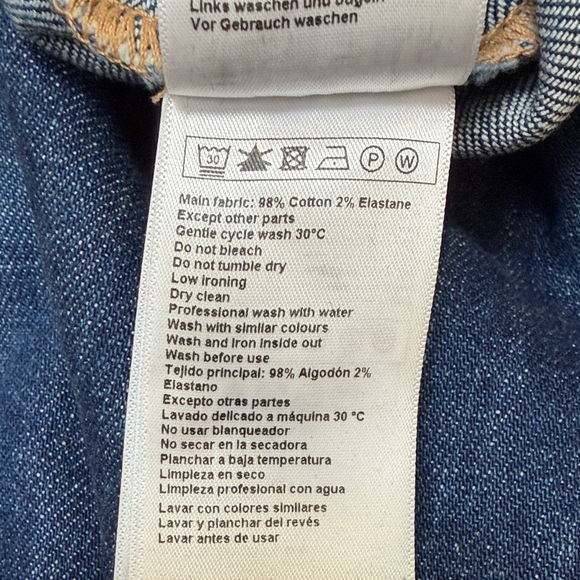 Links waschen und bügeln
Vor Gebrauch waschen
30 P W
Main fabric: 98% Cotton 2% Elastane
Except other parts
Gentle cycle wash 30°C
Do not bleach
Do not tumble dry
Low ironing
Dry clean
Professional wash with water
Wash with similar colours
Wash and iron inside out
Wash before use
Tejido principal: 98% Algodón 2%
Elastano
Excepto otras partes
Lavado delicado a máquina 30 °C
No usar blanqueador
No secar en la secadora
Planchar a baja temperatura
Limpieza en seco
Limpieza profesional con agua
Lavar con colores similares
Lavar y planchar del revés
Lavar antes de usar